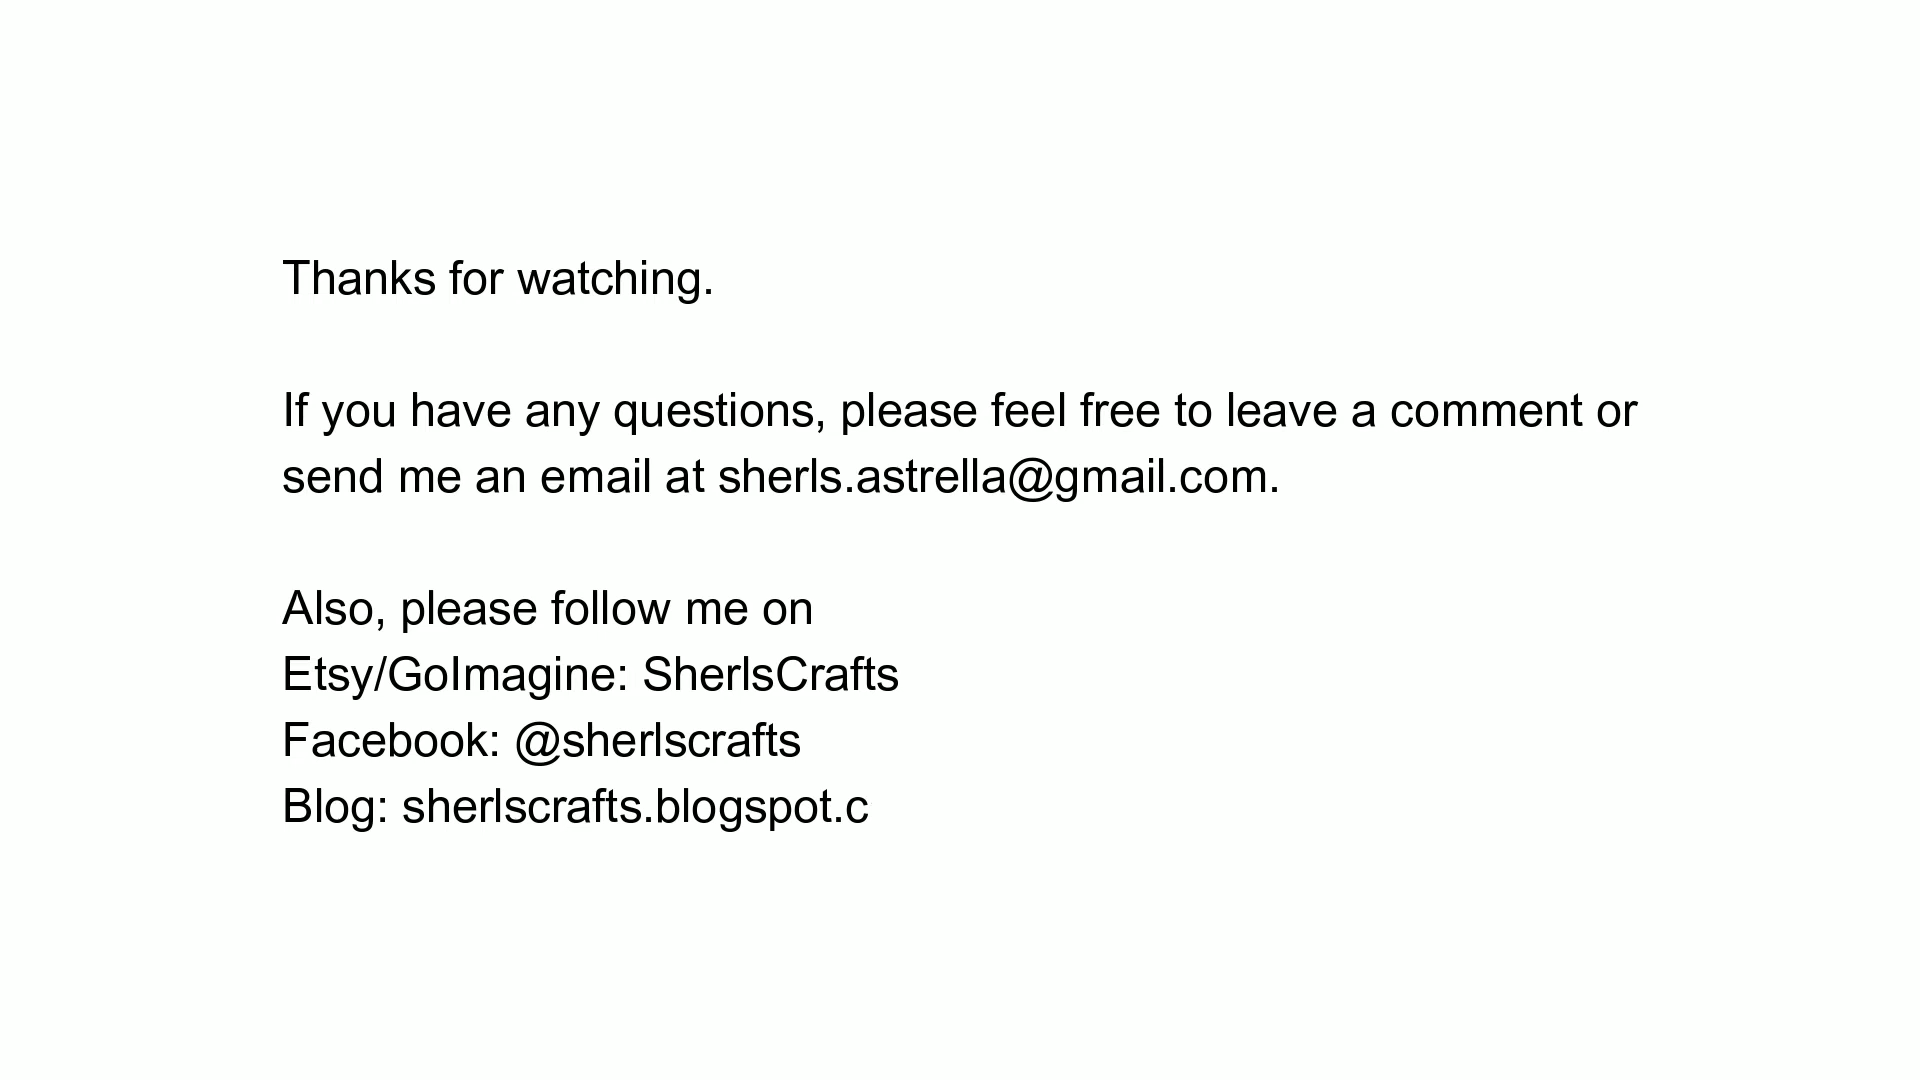 Thanks for watching.
If you have any questions, please feel free to leave a comment or
send me an email at sherls.astrella@gmail.com.
Also, please follow me on
Etsy/GoImagine: SherlsCrafts
Facebook: @sherlscrafts
Blog: sherlscrafts.blogspot.c